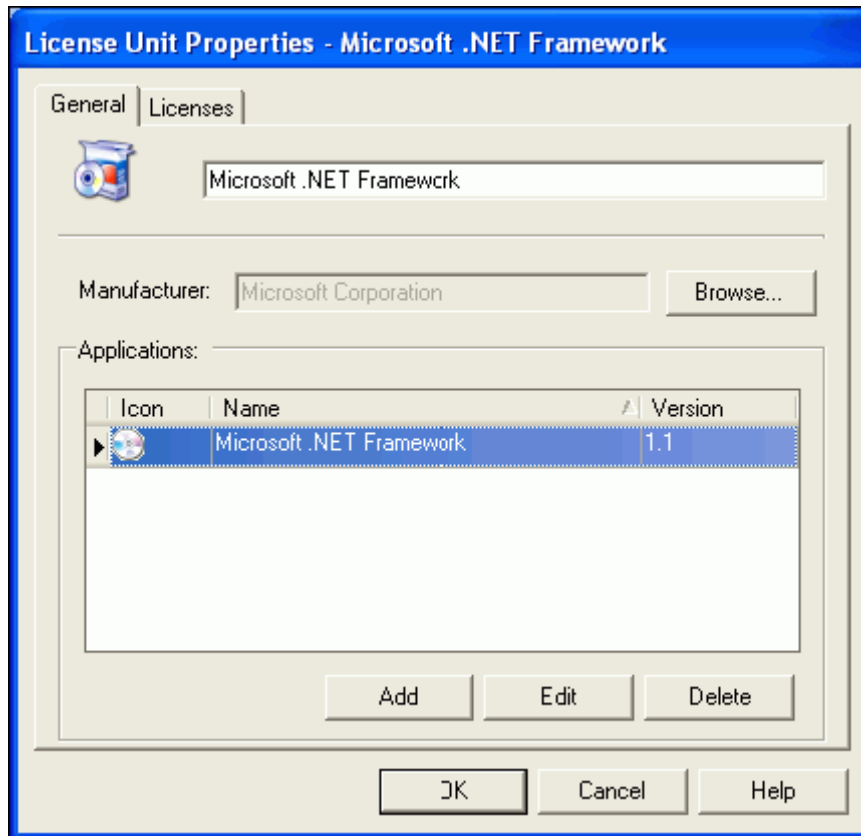 License Unit Properties - Microsoft .NET Framework
General Licenses
Microsoft .NET Framework
Manufacturer: Microsoft Corporation Browse...
Applications:
Icon Name Version
Microsoft .NET Framework 1.1
Add Edit Delete
OK Cancel Help